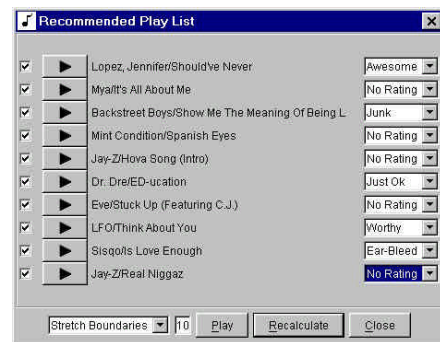 Recommended Play List
Lopez, Jennifer/Should've Never Awesome
Mya/It's All About Me No Rating
Backstreet Boys/Show Me The Meaning Of Being L Junk
Mint Condition/Spanish Eyes No Rating
Jay-Z/Hova Song (Intro) No Rating
Dr. Dre/ED-ucation Just Ok
Eve/Stuck Up (Featuring C.J.) No Rating
LFO/Think About You Worthy
Sisqo/Is Love Enough Ear-Bleed
Jay-Z/Real Niggaz No Rating
Stretch Boundaries 10 Play Recalculate Close